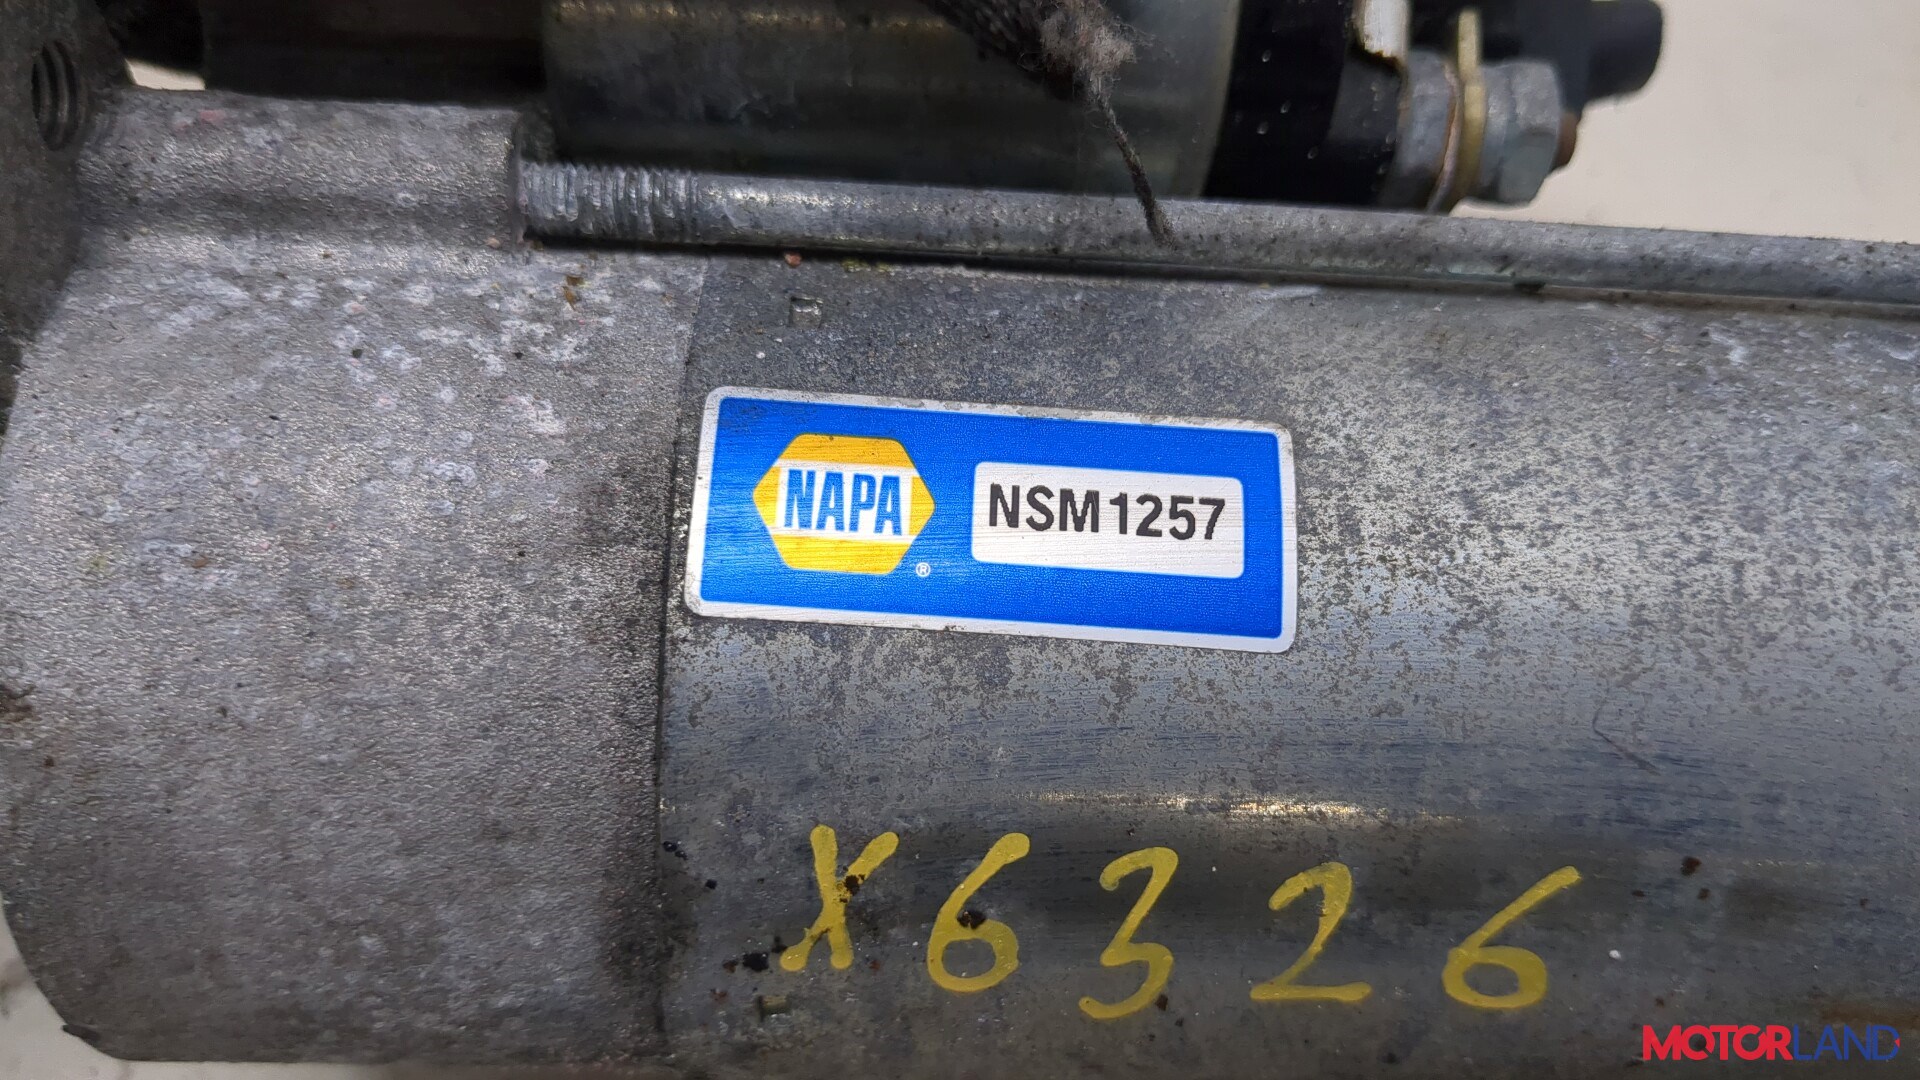 NAPA ®
NSM1257
X6326
MOTORLAND